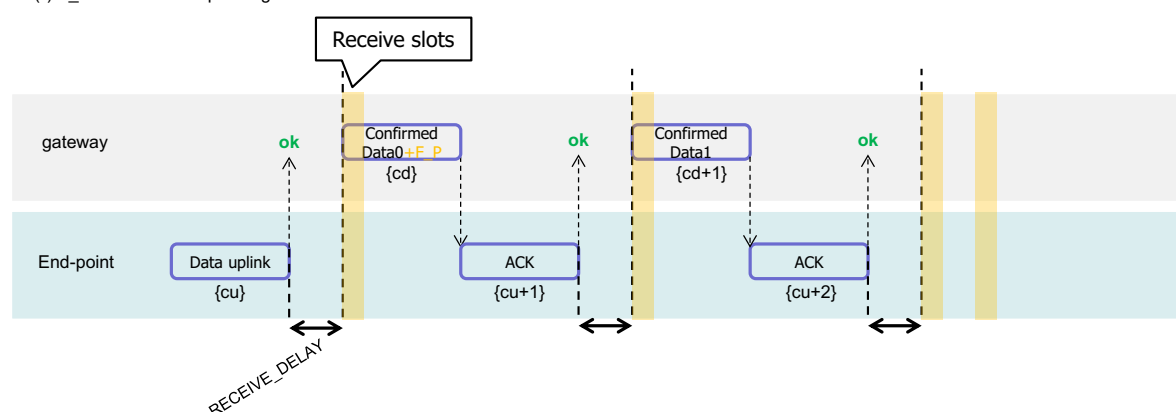 Receive slots
gateway
ok
Confirmed
Data0+F_P
{cd}
ok
Confirmed
Data1
{cd+1}
ok
End-point
Data uplink
{cu}
ACK
{cu+1}
ACK
{cu+2}
RECEIVE_DELAY